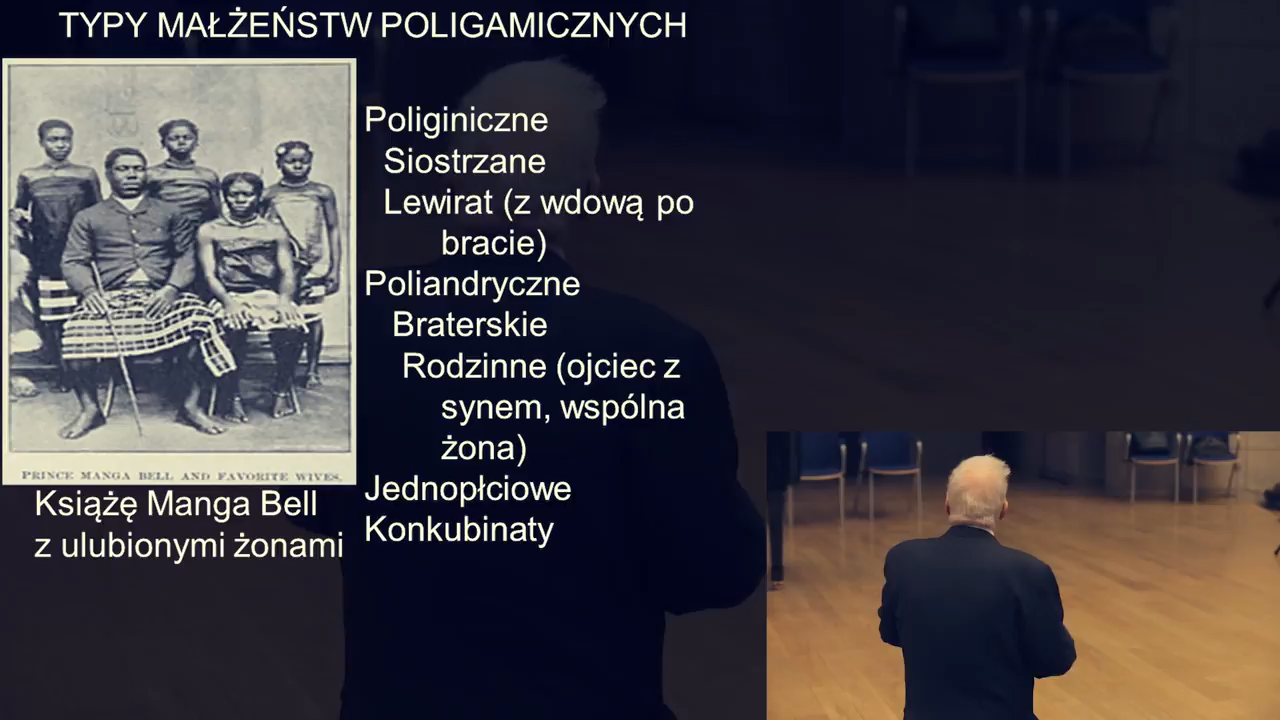 TYPY MAŁŻEŃSTW POLIGAMICZNYCH
Poliginiczne
Siostrzane
Lewirat (z wdową po
bracie)
Poliandryczne
Braterskie
Rodzinne (ojciec z
synem, wspólna
żona)
Jednopłciowe
Konkubinaty
PRINCE MANGA BELL AND FAVORITE WIVES.
Książę Manga Bell
z ulubionymi żonami